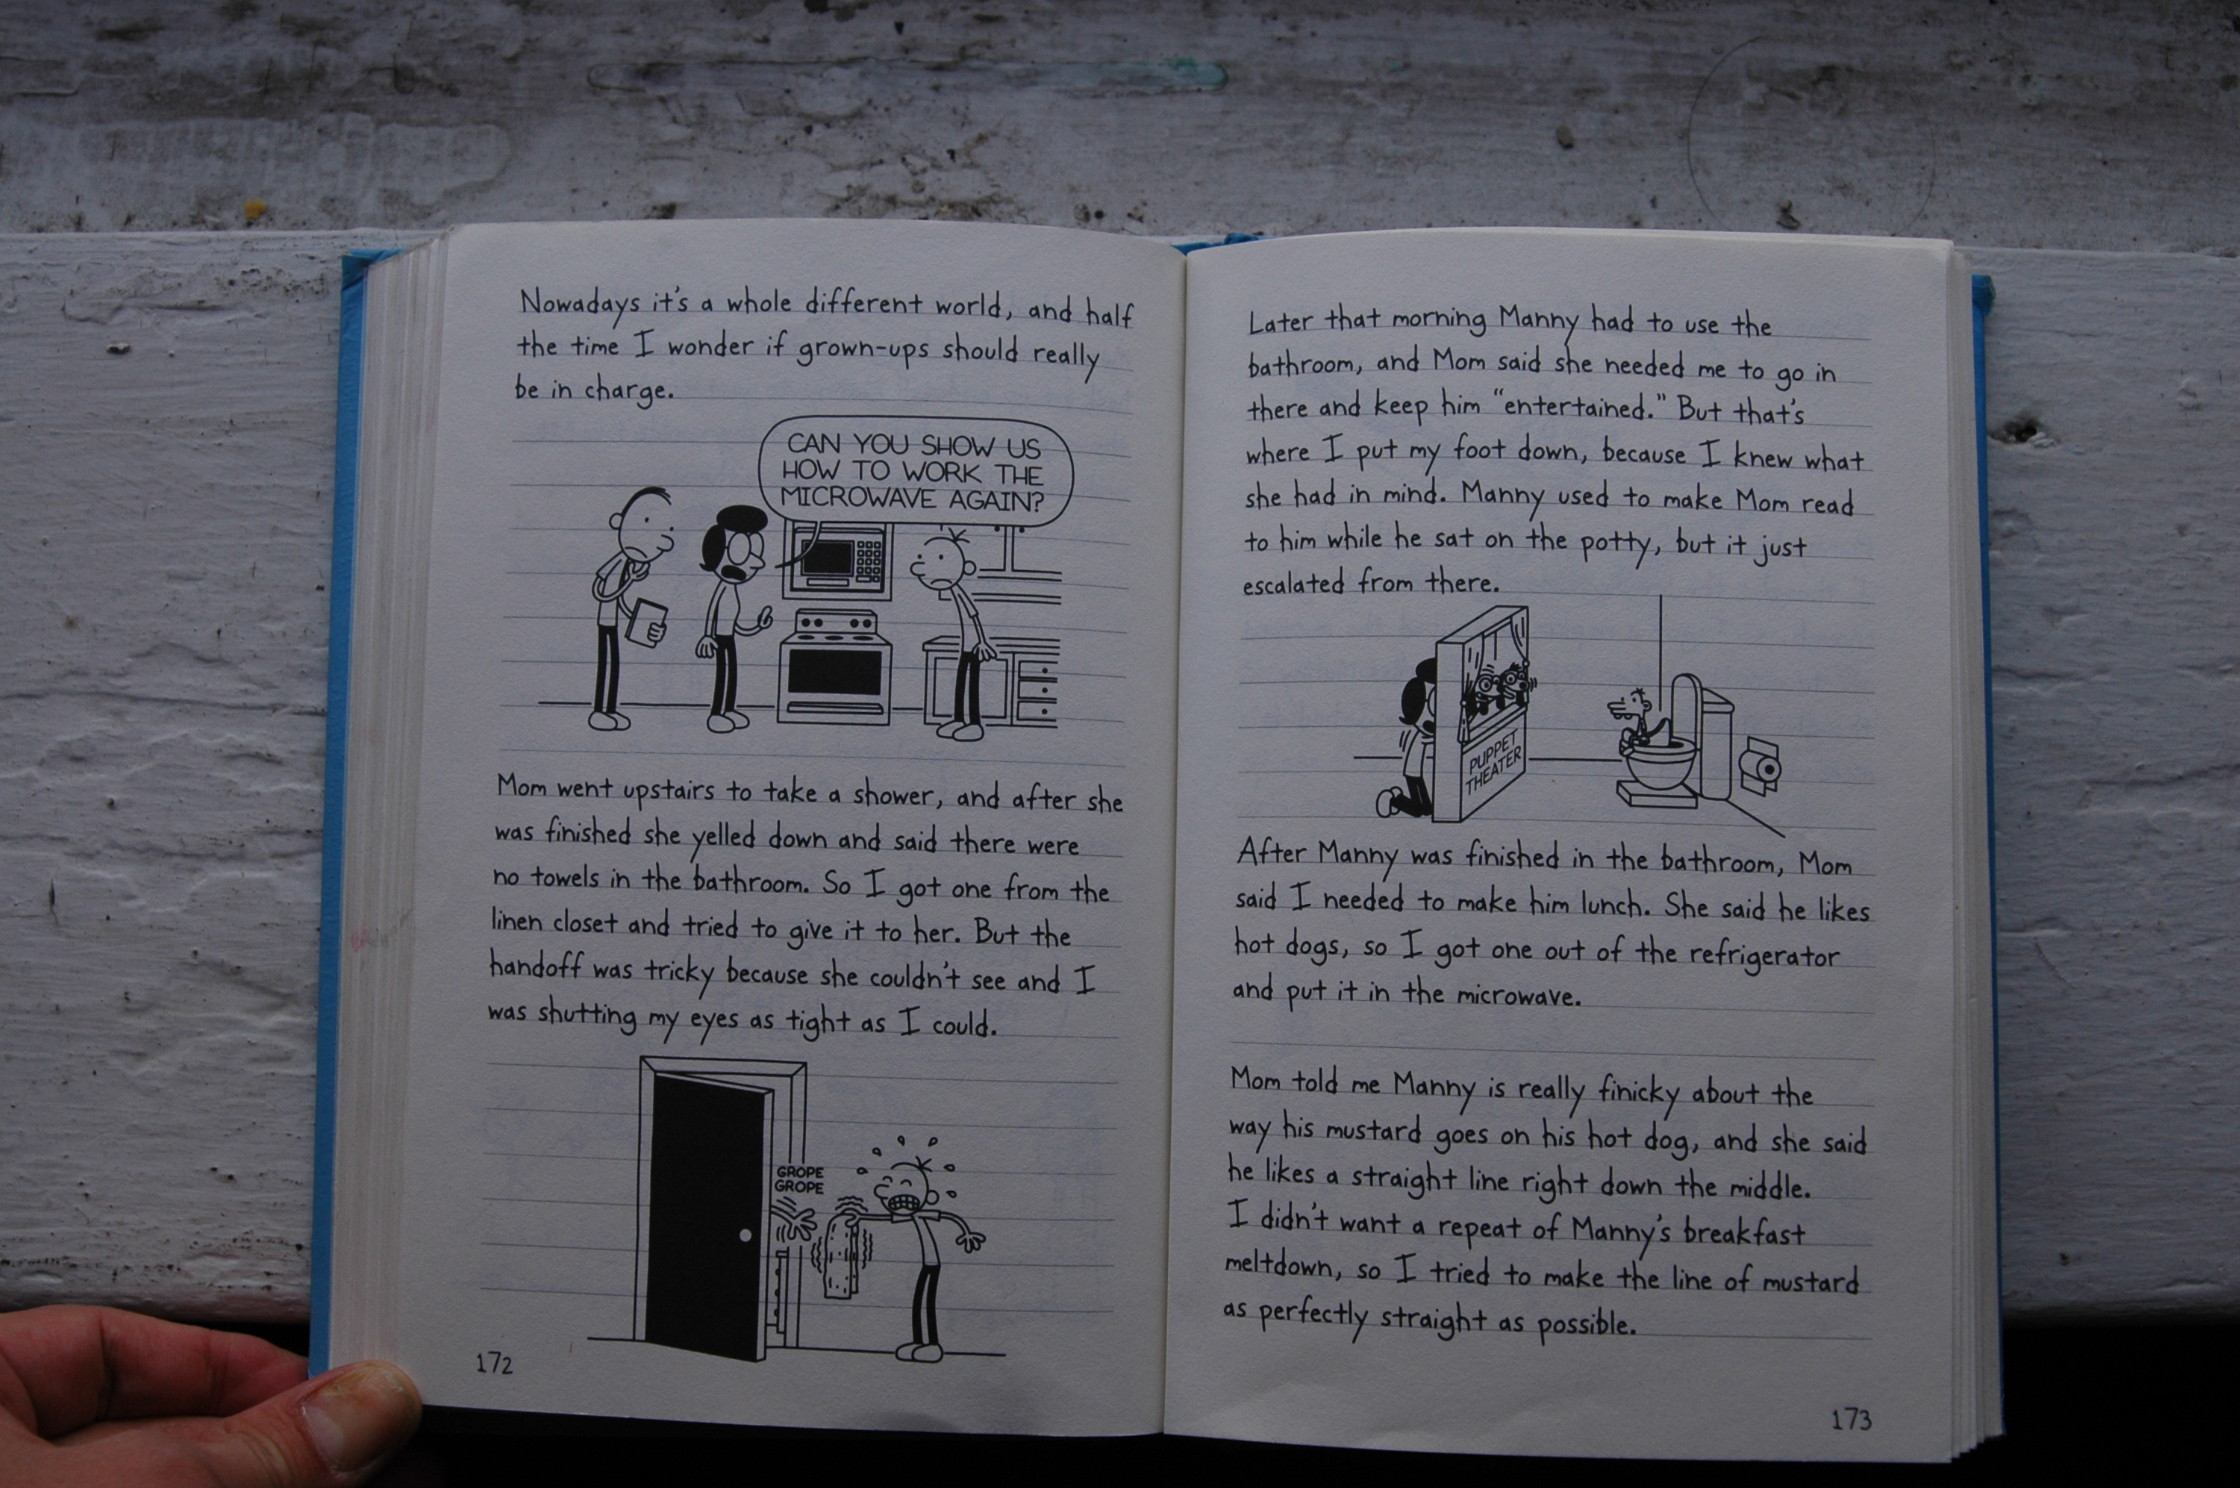 Nowadays it's a whole different world, and half
the time I wonder if grown-ups should really
be in charge.
CAN YOU SHOW US
HOW TO WORK THE
MICROWAVE AGAIN?
Mom went upstairs to take a shower, and after she
was finished she yelled down and said there were
no towels in the bathroom. So I got one from the
linen closet and tried to give it to her. But the
handoff was tricky because she couldn't see and I
was shutting my eyes as tight as I could.
GROPE
GROPE
172
Later that morning Manny had to use the
bathroom, and Mom said she needed me to go in
there and keep him "entertained." But that's
where I put my foot down, because I knew what
she had in mind. Manny used to make Mom read
to him while he sat on the potty, but it just
escalated from there.
PUPPET
THEATER
After Manny was finished in the bathroom, Mom
said I needed to make him lunch. She said he likes
hot dogs, so I got one out of the refrigerator
and put it in the microwave.
Mom told me Manny is really finicky about the
way his mustard goes on his hot dog, and she said
he likes a straight line right down the middle.
I didn't want a repeat of Manny's breakfast
meltdown, so I tried to make the line of mustard
as perfectly straight as possible.
173